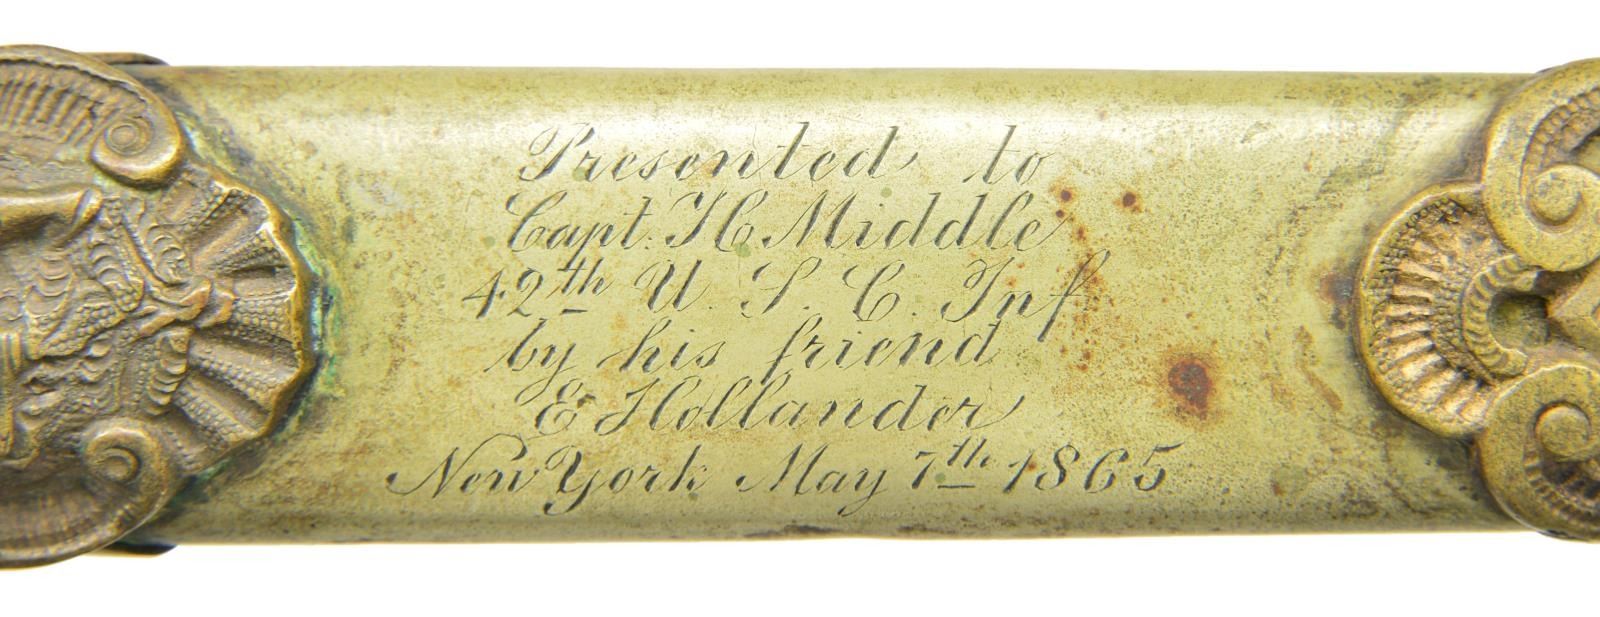 Presented to
Capt. H C Middle
42th U. S. C. Inf
by his friend
E Hollander
New York May 7th 1865